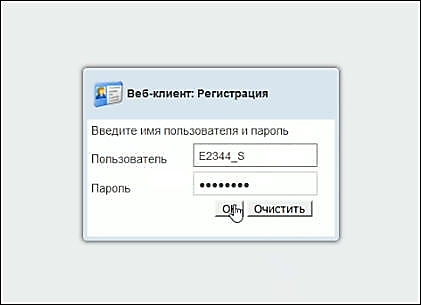 Веб-клиент: Регистрация
Введите имя пользователя и пароль
Пользователь E2344_S
Пароль ••••••••
Очистить